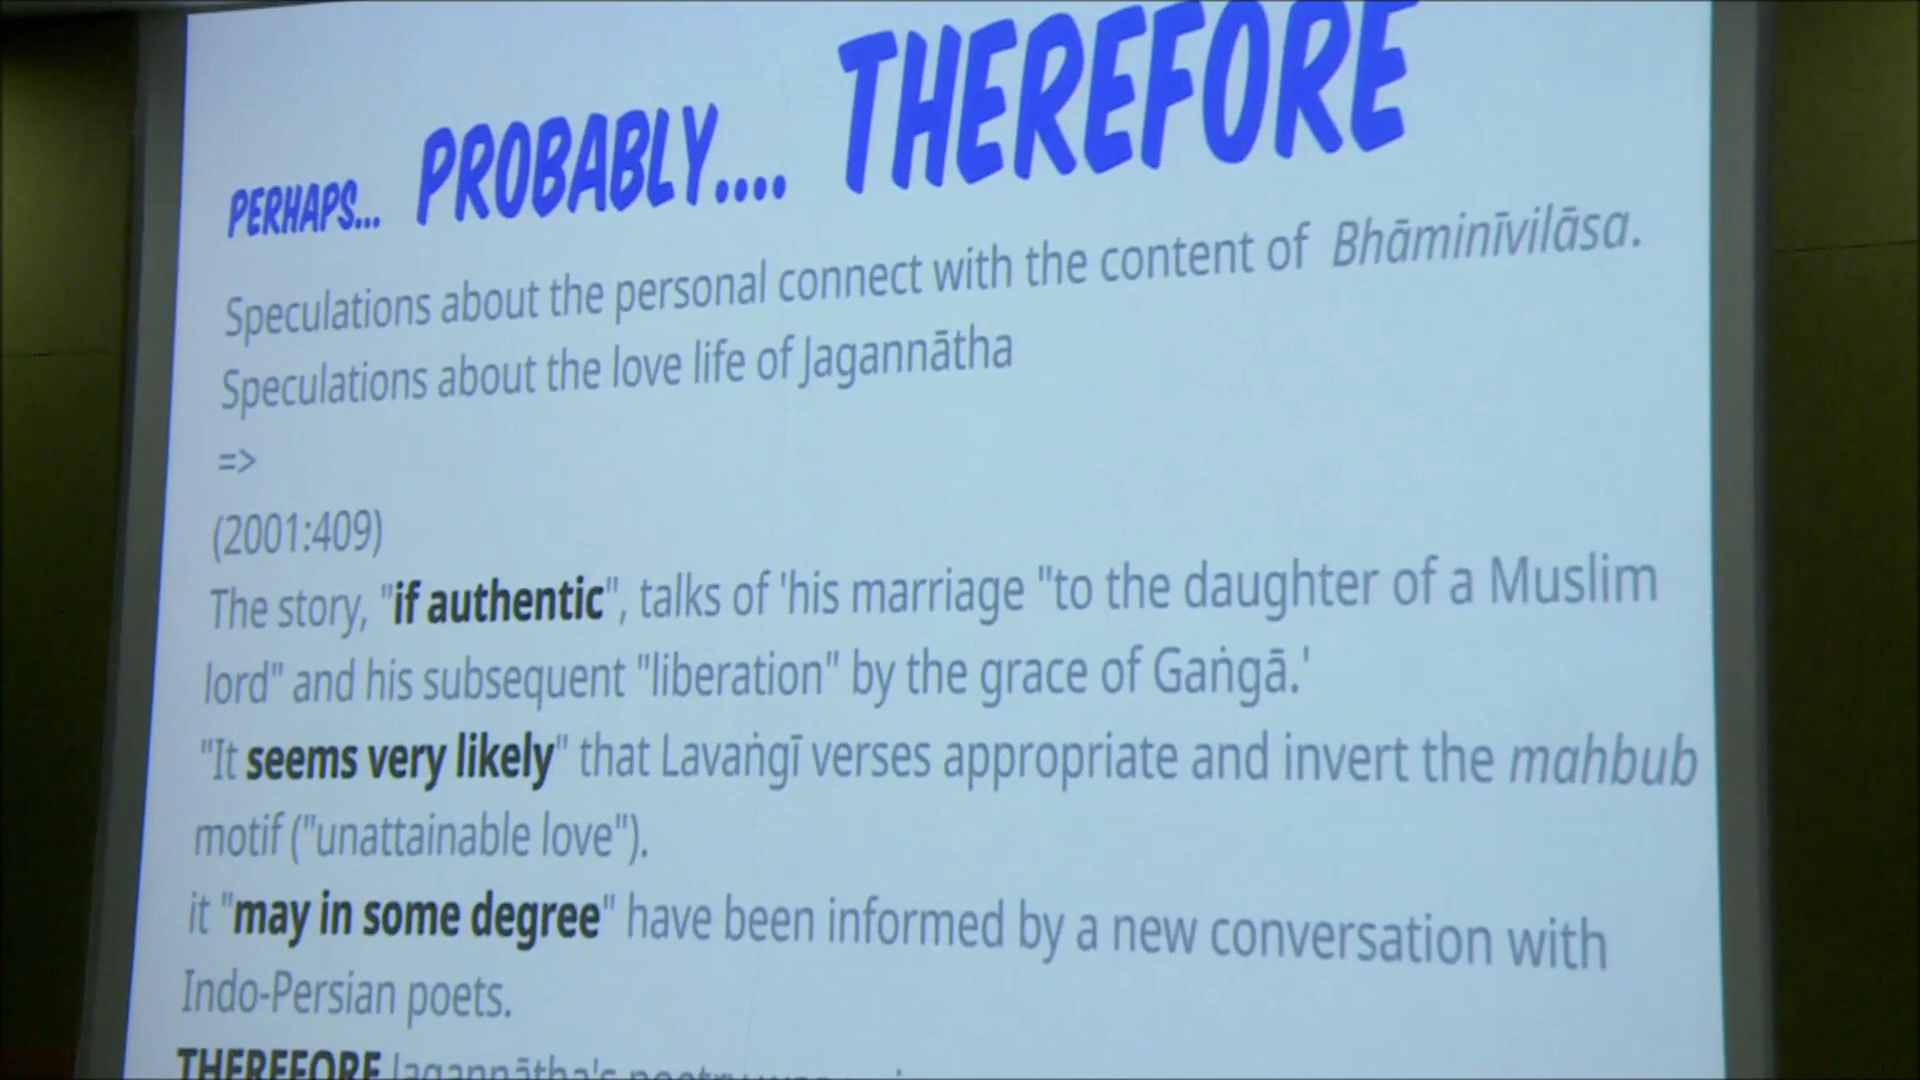 PERHAPS... PROBABLY.... THEREFORE
Speculations about the personal connect with the content of Bhāminīvilāsa.
Speculations about the love life of Jagannātha
=>
(2001:409)
The story, "if authentic", talks of 'his marriage "to the daughter of a Muslim
lord" and his subsequent "liberation" by the grace of Gaṅgā.'
"It seems very likely" that Lavaṅgī verses appropriate and invert the mahbub
motif ("unattainable love").
it "may in some degree" have been informed by a new conversation with
Indo-Persian poets.
THEREFORE Jagannātha's poetry was